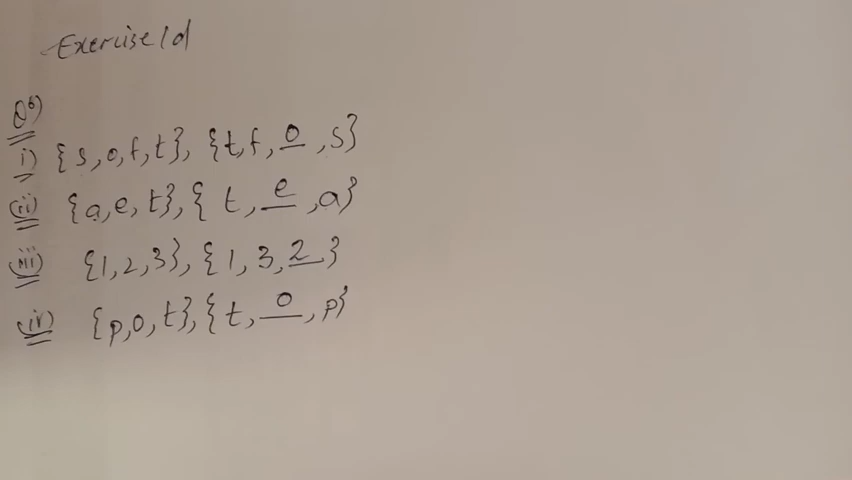 Exercise 1d
Q6)
i) {s, o, f, t}, {t, f, o, s}
(ii) {a, e, t}, { t, e, a}
(iii) {1, 2, 3}, {1, 3, 2 }
(iv) {p, o, t}, {t, o, p}